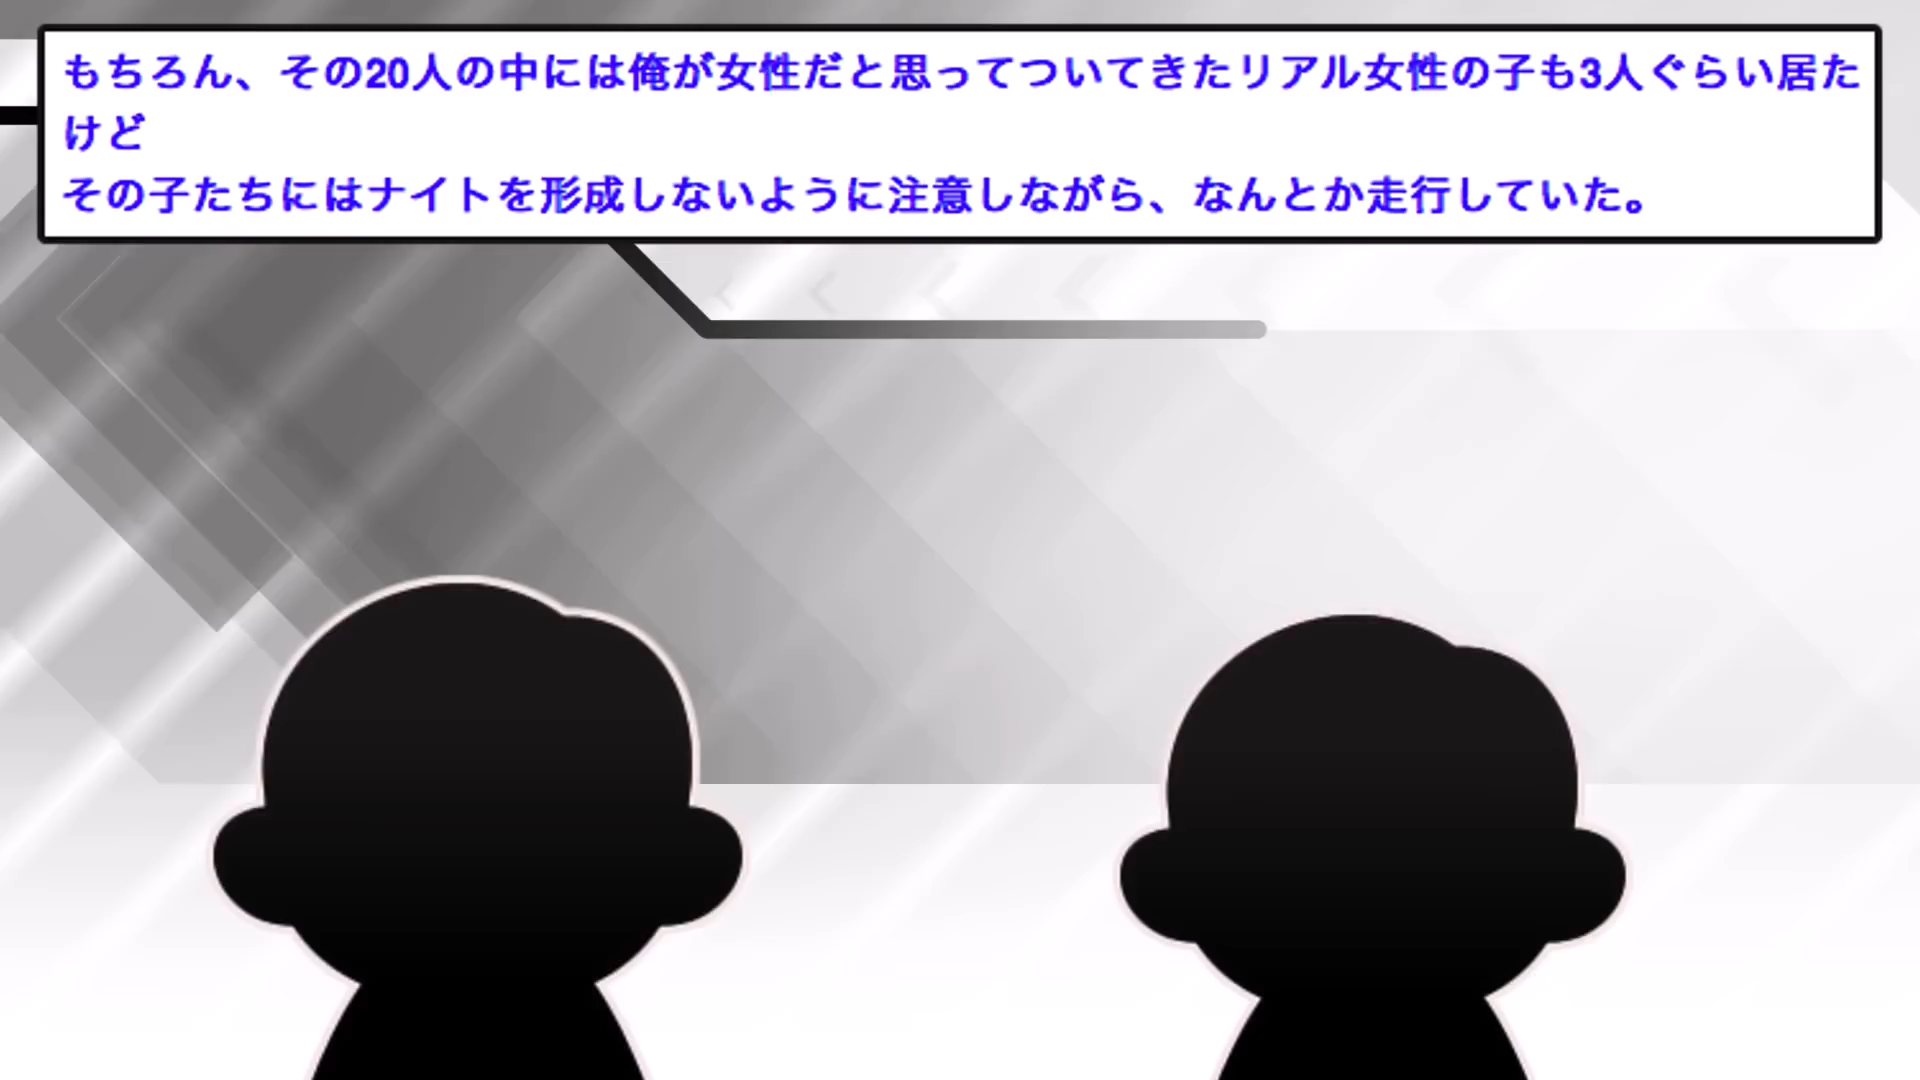 もちろん、その20人の中には俺が女性だと思ってついてきたリアル女性の子も3人ぐらい居た
けど
その子たちにはナイトを形成しないように注意しながら、なんとか走行していた。